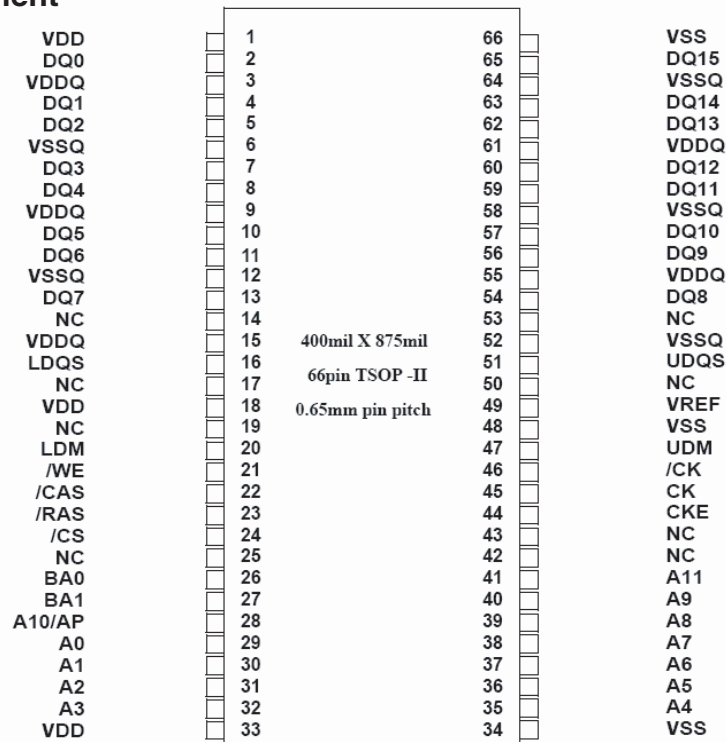 VDD 1 66 VSS
DQ0 2 65 DQ15
VDDQ 3 64 VSSQ
DQ1 4 63 DQ14
DQ2 5 62 DQ13
VSSQ 6 61 VDDQ
DQ3 7 60 DQ12
DQ4 8 59 DQ11
VDDQ 9 58 VSSQ
DQ5 10 57 DQ10
DQ6 11 56 DQ9
VSSQ 12 55 VDDQ
DQ7 13 54 DQ8
NC 14 53 NC
VDDQ 15 400mil X 875mil 52 VSSQ
LDQS 16 51 UDQS
NC 17 66pin TSOP -II 50 NC
VDD 18 0.65mm pin pitch 49 VREF
NC 19 48 VSS
LDM 20 47 UDM
/WE 21 46 /CK
/CAS 22 45 CK
/RAS 23 44 CKE
/CS 24 43 NC
NC 25 42 NC
BA0 26 41 A11
BA1 27 40 A9
A10/AP 28 39 A8
A0 29 38 A7
A1 30 37 A6
A2 31 36 A5
A3 32 35 A4
VDD 33 34 VSS